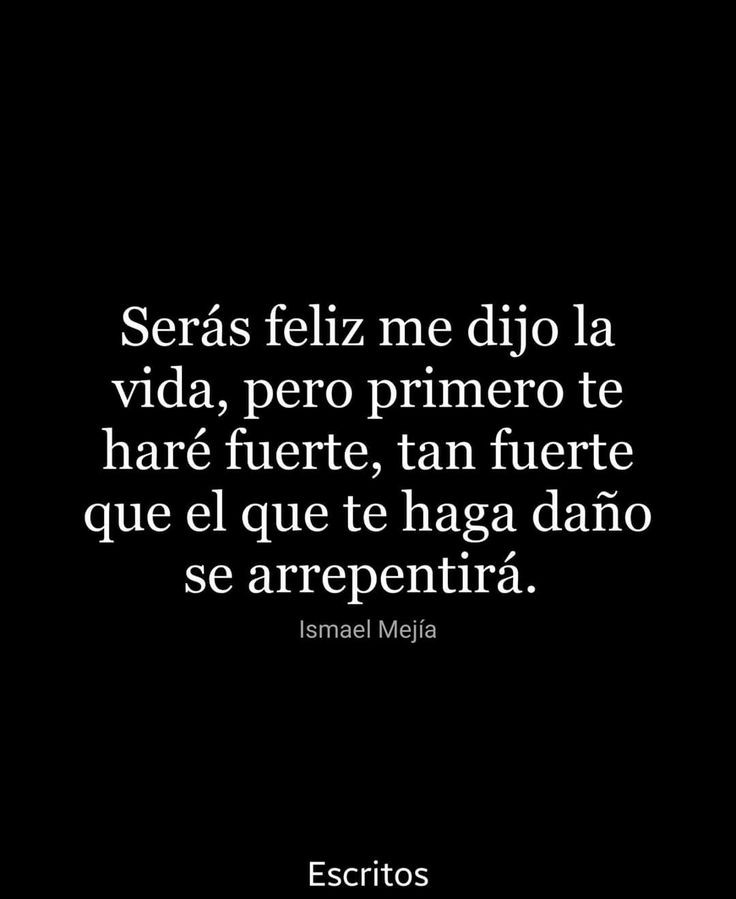 Serás feliz me dijo la
vida, pero primero te
haré fuerte, tan fuerte
que el que te haga daño
se arrepentirá.
Ismael Mejía
Escritos